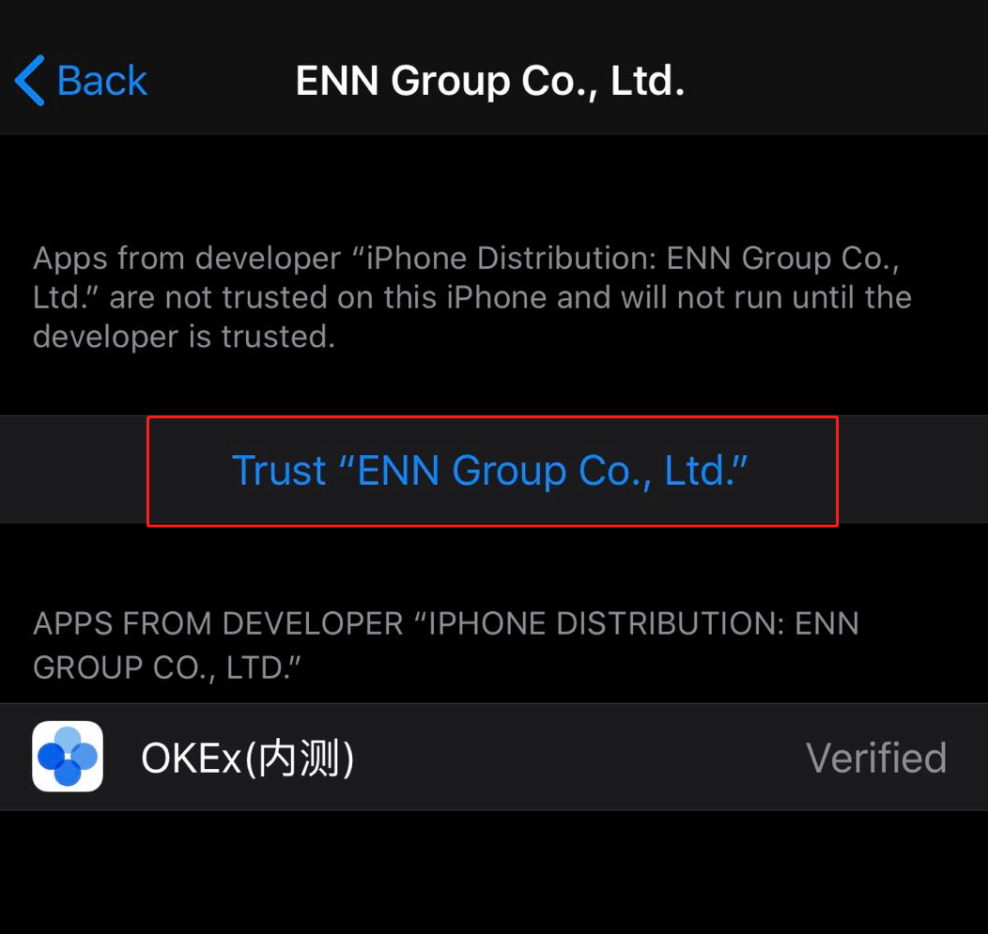 Back
ENN Group Co., Ltd.
Apps from developer “iPhone Distribution: ENN Group Co.,
Ltd.” are not trusted on this iPhone and will not run until the
developer is trusted.
Trust “ENN Group Co., Ltd.”
APPS FROM DEVELOPER “IPHONE DISTRIBUTION: ENN
GROUP CO., LTD.”
OKEx(内测) Verified